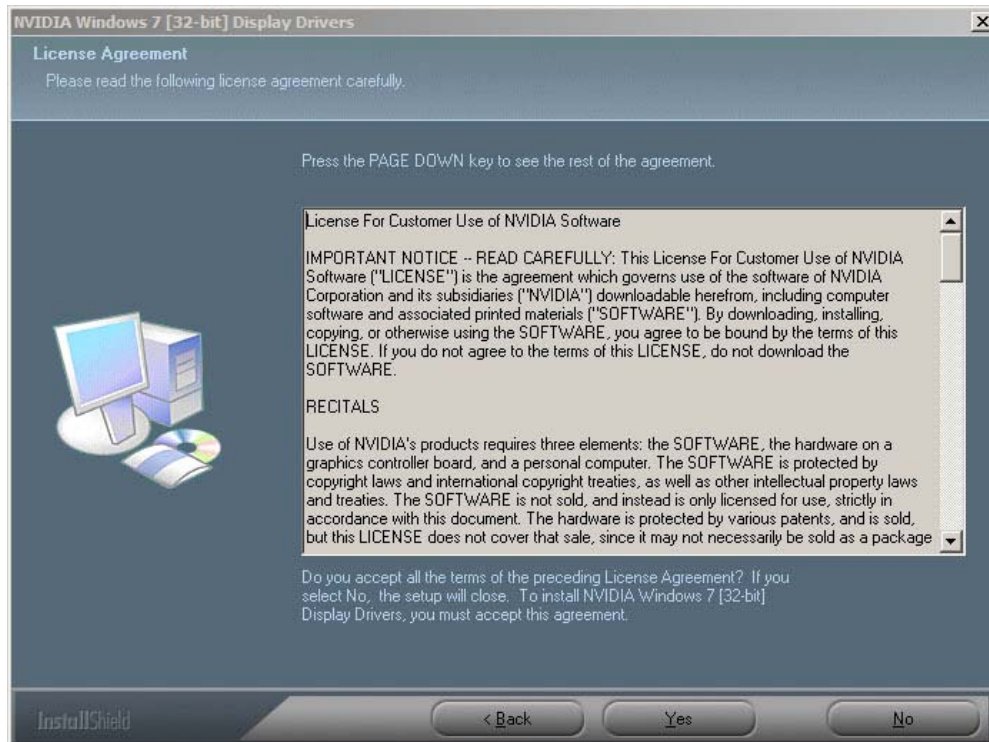 NVIDIA Windows 7 [32-bit] Display Drivers
License Agreement
Please read the following license agreement carefully.
Press the PAGE DOWN key to see the rest of the agreement.
License For Customer Use of NVIDIA Software
IMPORTANT NOTICE -- READ CAREFULLY: This License For Customer Use of NVIDIA
Software ("LICENSE") is the agreement which governs use of the software of NVIDIA
Corporation and its subsidiaries ("NVIDIA") downloadable herefrom, including computer
software and associated printed materials ("SOFTWARE"). By downloading, installing,
copying, or otherwise using the SOFTWARE, you agree to be bound by the terms of this
LICENSE. If you do not agree to the terms of this LICENSE, do not download the
SOFTWARE.
RECITALS
Use of NVIDIA's products requires three elements: the SOFTWARE, the hardware on a
graphics controller board, and a personal computer. The SOFTWARE is protected by
copyright laws and international copyright treaties, as well as other intellectual property laws
and treaties. The SOFTWARE is not sold, and instead is only licensed for use, strictly in
accordance with this document. The hardware is protected by various patents, and is sold,
but this LICENSE does not cover that sale, since it may not necessarily be sold as a package
Do you accept all the terms of the preceding License Agreement? If you
select No, the setup will close. To install NVIDIA Windows 7 [32-bit]
Display Drivers, you must accept this agreement.
InstallShield
< Back
Yes
No